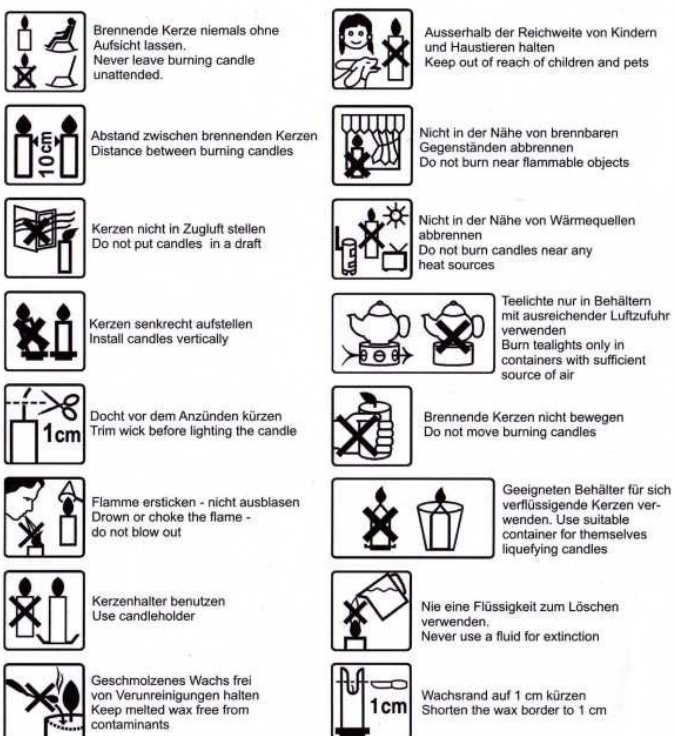 Brennende Kerze niemals ohne
Aufsicht lassen.
Never leave burning candle
unattended.
10cm
Abstand zwischen brennenden Kerzen
Distance between burning candles
Kerzen nicht in Zugluft stellen
Do not put candles in a draft
Kerzen senkrecht aufstellen
Install candles vertically
1cm
Docht vor dem Anzünden kürzen
Trim wick before lighting the candle
Flamme ersticken - nicht ausblasen
Drown or choke the flame -
do not blow out
Kerzenhalter benutzen
Use candleholder
Geschmolzenes Wachs frei
von Verunreinigungen halten
Keep melted wax free from
contaminants
Ausserhalb der Reichweite von Kindern
und Haustieren halten
Keep out of reach of children and pets
Nicht in der Nähe von brennbaren
Gegenständen abbrennen
Do not burn near flammable objects
Nicht in der Nähe von Wärmequellen
abbrennen
Do not burn candles near any
heat sources
Teelichte nur in Behältern
mit ausreichender Luftzufuhr
verwenden
Burn tealights only in
containers with sufficient
source of air
Brennende Kerzen nicht bewegen
Do not move burning candles
Geeigneten Behälter für sich
verflüssigende Kerzen ver-
wenden. Use suitable
container for themselves
liquefying candles
Nie eine Flüssigkeit zum Löschen
verwenden.
Never use a fluid for extinction
1cm
Wachsrand auf 1 cm kürzen
Shorten the wax border to 1 cm